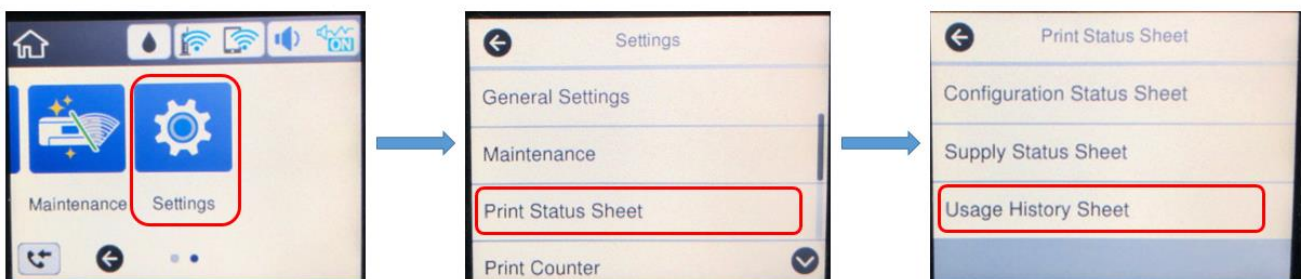 ON
Maintenance
Settings
Settings
General Settings
Maintenance
Print Status Sheet
Print Counter
Print Status Sheet
Configuration Status Sheet
Supply Status Sheet
Usage History Sheet